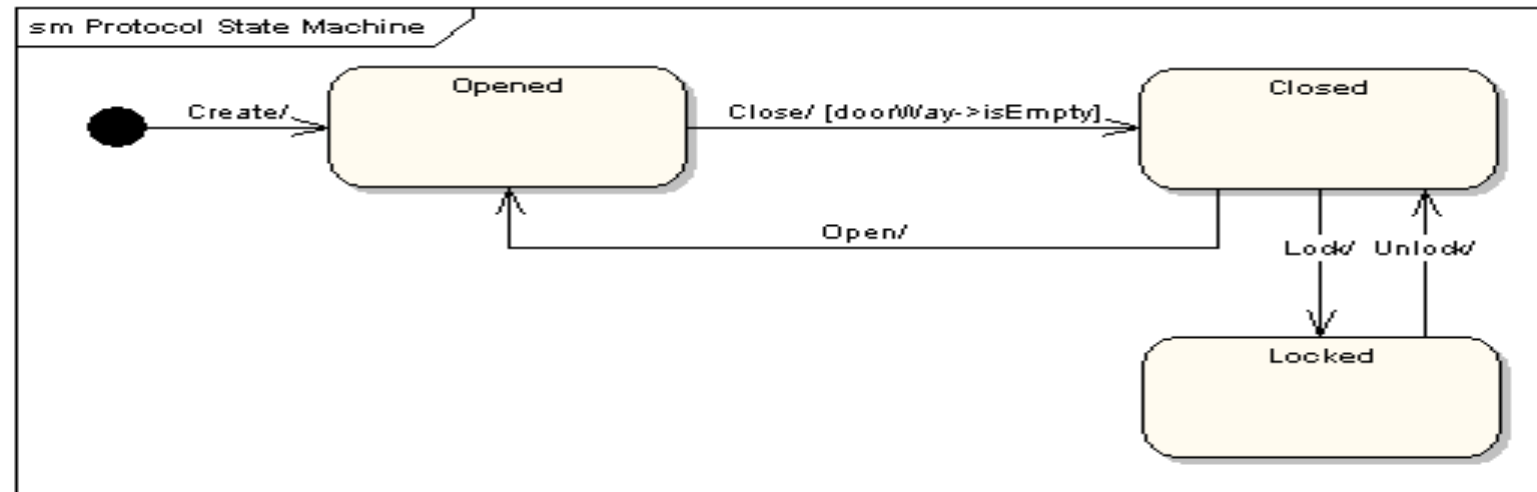 sm Protocol State Machine
Opened
Closed
Create/
Close/ [doorWay->isEmpty]
Open/
Lock/
Unlock/
Locked